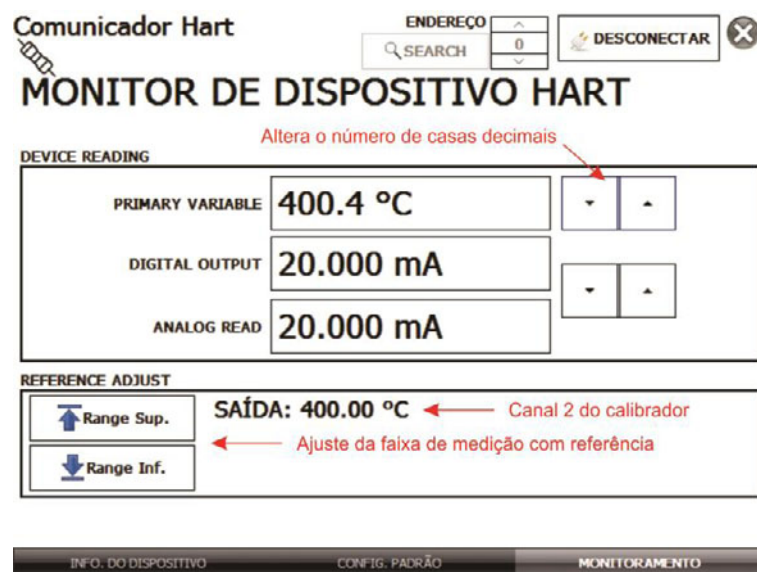 Comunicador Hart
ENDEREÇO
SEARCH
0
DESCONECTAR
MONITOR DE DISPOSITIVO HART
Altera o número de casas decimais
DEVICE READING
PRIMARY VARIABLE 400.4 ºC
DIGITAL OUTPUT 20.000 mA
ANALOG READ 20.000 mA
REFERENCE ADJUST
Range Sup.
SAÍDA: 400.00 ºC
Canal 2 do calibrador
Ajuste da faixa de medição com referência
Range Inf.
INFO. DO DISPOSITIVO CONFIG. PADRÃO MONITORAMENTO